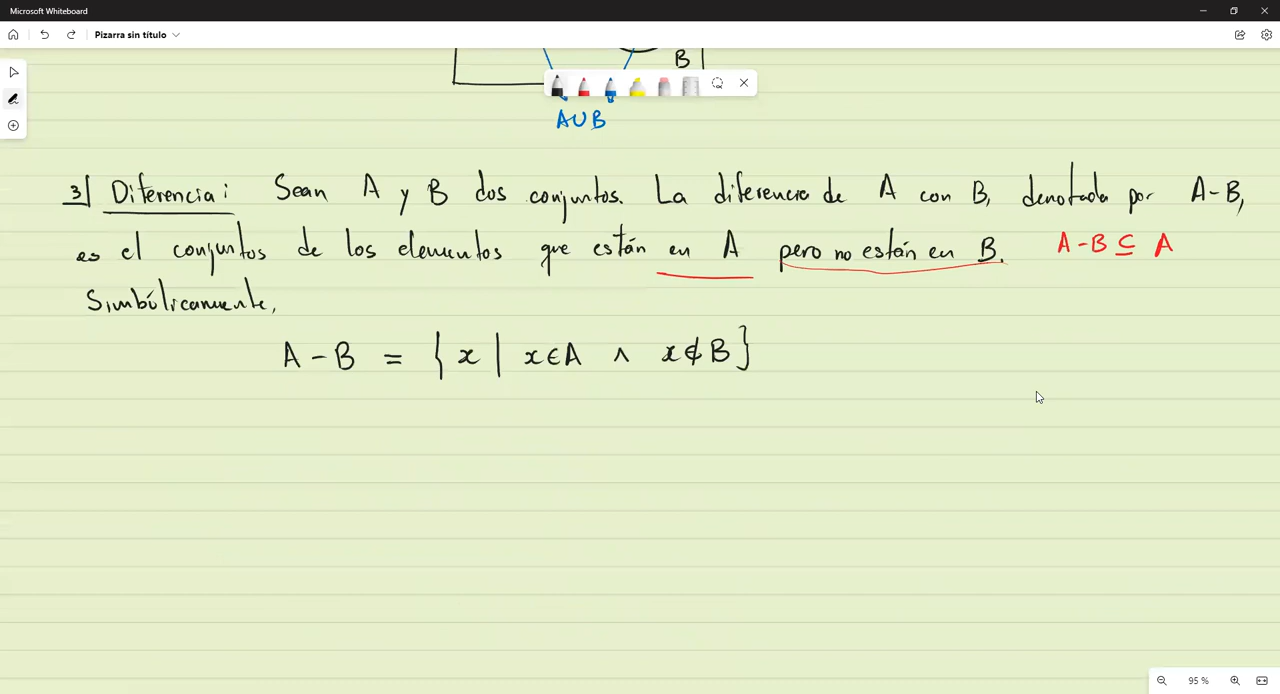 Microsoft Whiteboard
Pizarra sin título
B
A∪B
3| Diferencia: Sean A y B dos conjuntos. La diferencia de A con B, denotada por A-B,
es el conjuntos de los elementos que están en A pero no están en B. A-B ⊆ A
Simbólicamente,
A-B = {x | x∈A ∧ x∉B}
95 %